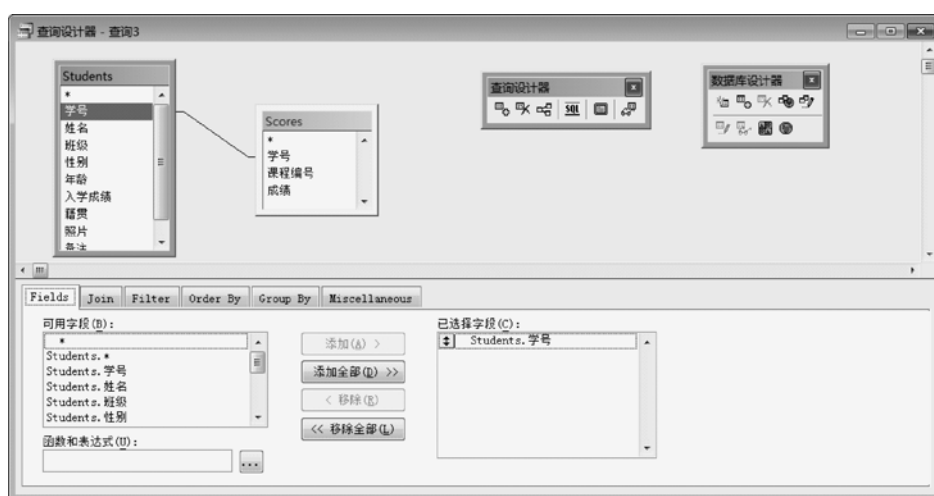 查询设计器 - 查询3
Students
*
学号
姓名
班级
性别
年龄
入学成绩
籍贯
照片
备注
Scores
*
学号
课程编号
成绩
查询设计器
SQL
数据库设计器
Fields Join Filter Order By Group By Miscellaneous
可用字段(B):
*
Students.*
Students.学号
Students.姓名
Students.班级
Students.性别
函数和表达式(U):
...
添加(A) >
添加全部(D) >>
< 移除(R)
<< 移除全部(L)
已选择字段(C):
Students.学号